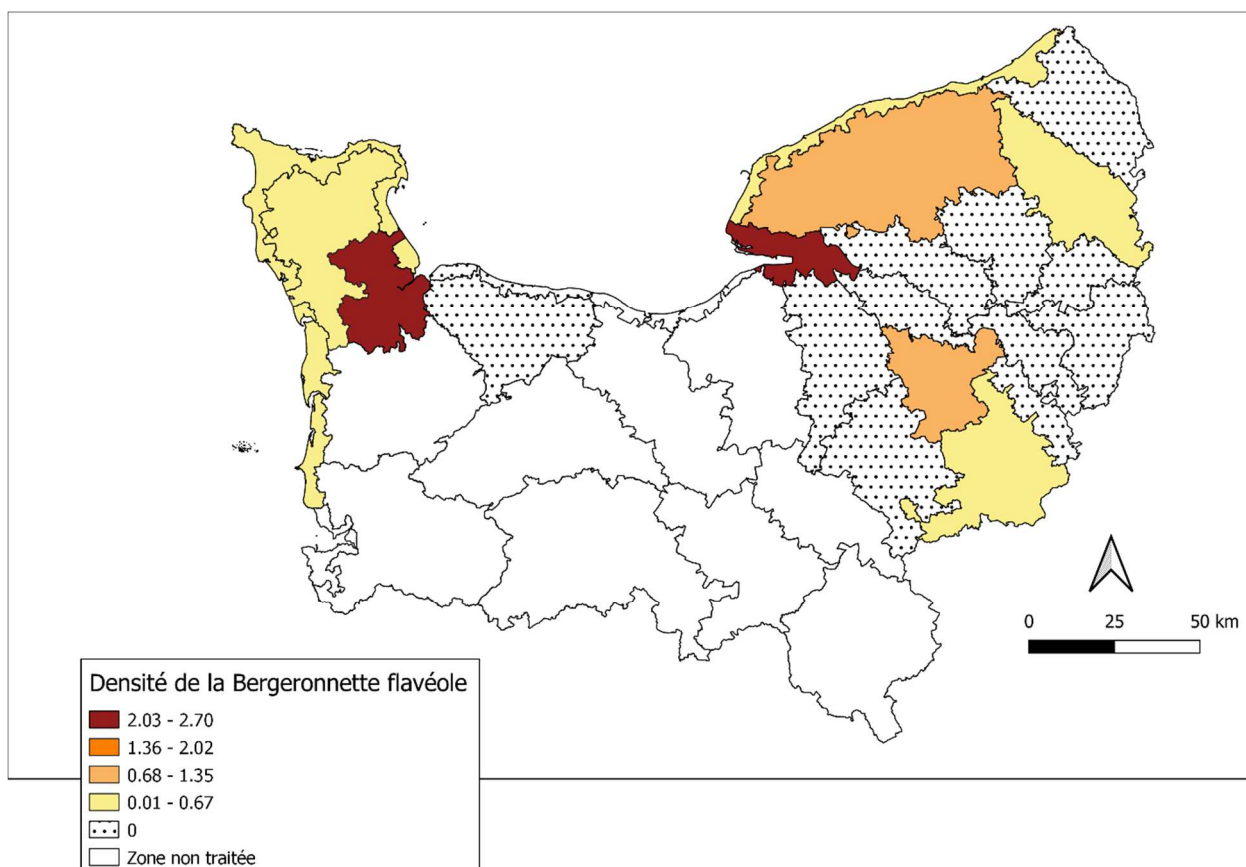 0 25 50 km
Densité de la Bergeronnette flavéole
2.03 - 2.70
1.36 - 2.02
0.68 - 1.35
0.01 - 0.67
0
Zone non traitée